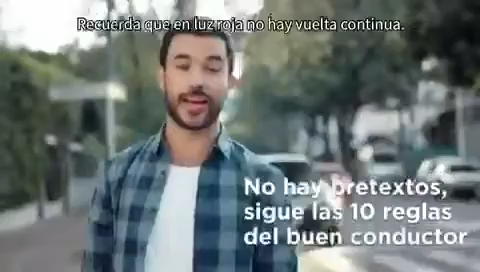 Recuerda que en luz roja no hay vuelta continua.
No hay pretextos,
sigue las 10 reglas
del buen conductor